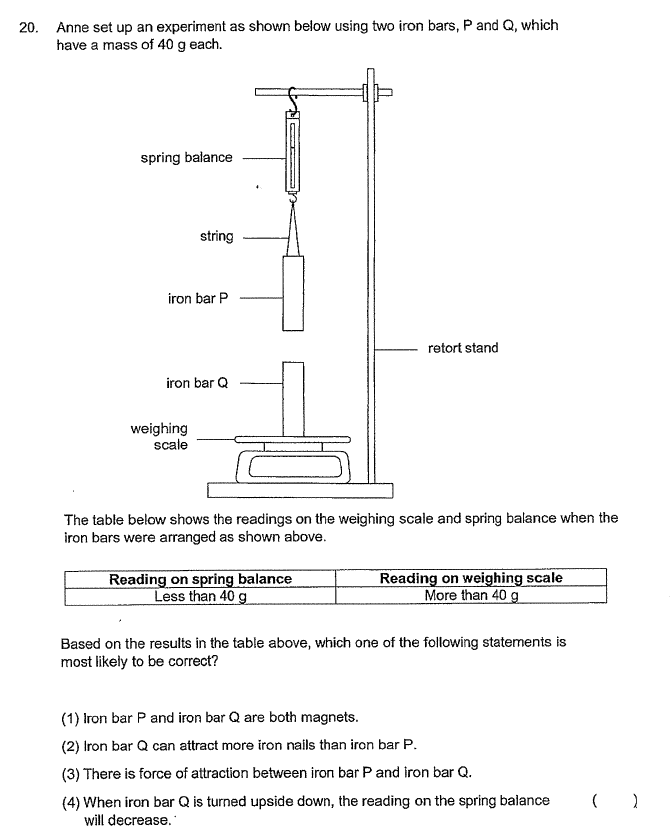 20. Anne set up an experiment as shown below using two iron bars, P and Q, which
have a mass of 40 g each.
spring balance
string
iron bar P
retort stand
iron bar Q
weighing
scale
The table below shows the readings on the weighing scale and spring balance when the
iron bars were arranged as shown above.
Reading on spring balance Reading on weighing scale
Less than 40 g More than 40 g
Based on the results in the table above, which one of the following statements is
most likely to be correct?
(1) Iron bar P and iron bar Q are both magnets.
(2) Iron bar Q can attract more iron nails than iron bar P.
(3) There is force of attraction between iron bar P and iron bar Q.
(4) When iron bar Q is turned upside down, the reading on the spring balance ( )
will decrease.